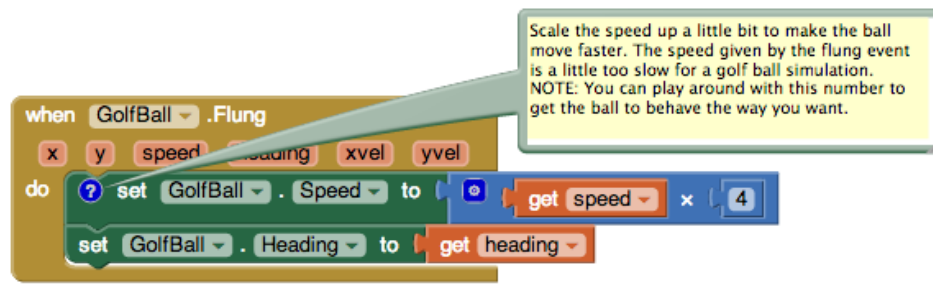 Scale the speed up a little bit to make the ball
move faster. The speed given by the flung event
is a little too slow for a golf ball simulation.
NOTE: You can play around with this number to
get the ball to behave the way you want.
when GolfBall .Flung
x y speed heading xvel yvel
do ? set GolfBall . Speed to get speed × 4
set GolfBall . Heading to get heading